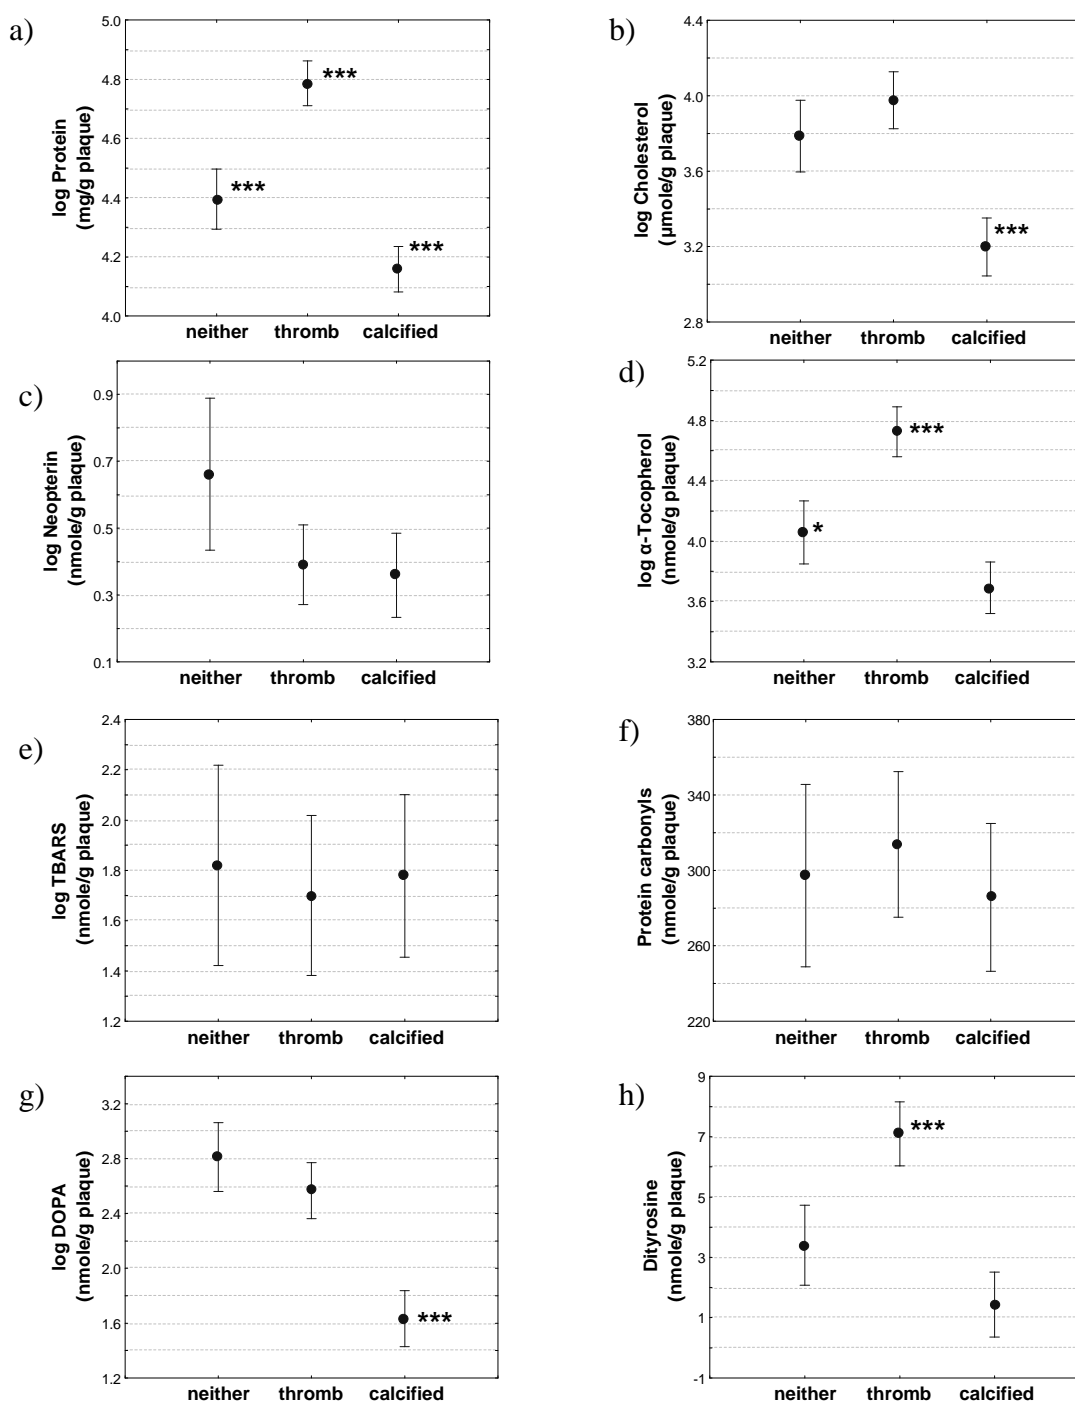 a)
log Protein
(mg/g plaque)
5.0
4.8
4.6
4.4
4.2
4.0
***
***
***
neither thromb calcified
b)
log Cholesterol
(µmole/g plaque)
4.4
4.0
3.6
3.2
2.8
***
neither thromb calcified
c)
log Neopterin
(nmole/g plaque)
0.9
0.7
0.5
0.3
0.1
neither thromb calcified
d)
log α-Tocopherol
(nmole/g plaque)
5.2
4.8
4.4
4.0
3.6
3.2
*
***
neither thromb calcified
e)
log TBARS
(nmole/g plaque)
2.4
2.2
2.0
1.8
1.6
1.4
1.2
neither thromb calcified
f)
Protein carbonyls
(nmole/g plaque)
380
340
300
260
220
neither thromb calcified
g)
log DOPA
(nmole/g plaque)
3.2
2.8
2.4
2.0
1.6
1.2
***
neither thromb calcified
h)
Dityrosine
(nmole/g plaque)
9
7
5
3
1
-1
***
neither thromb calcified